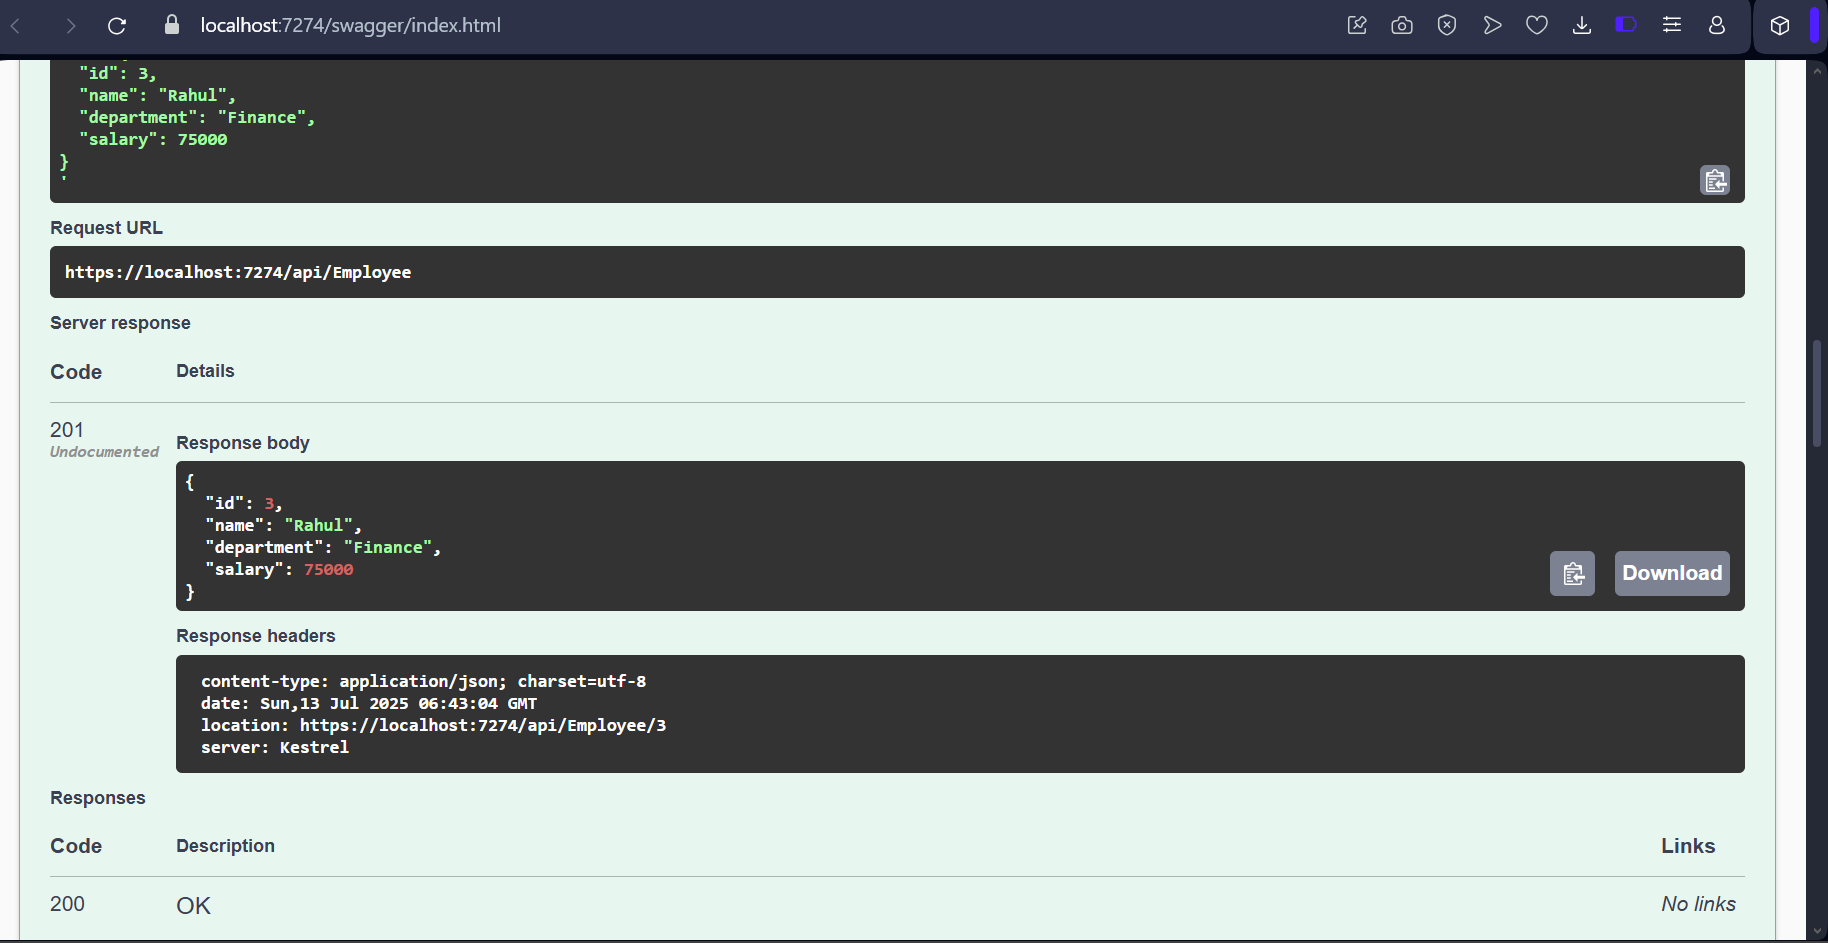 localhost:7274/swagger/index.html
"id": 3,
"name": "Rahul",
"department": "Finance",
"salary": 75000
}
'
Request URL
https://localhost:7274/api/Employee
Server response
Code Details
201
Undocumented
Response body
{
"id": 3,
"name": "Rahul",
"department": "Finance",
"salary": 75000
}
Download
Response headers
content-type: application/json; charset=utf-8
date: Sun,13 Jul 2025 06:43:04 GMT
location: https://localhost:7274/api/Employee/3
server: Kestrel
Responses
Code Description Links
200 OK No links